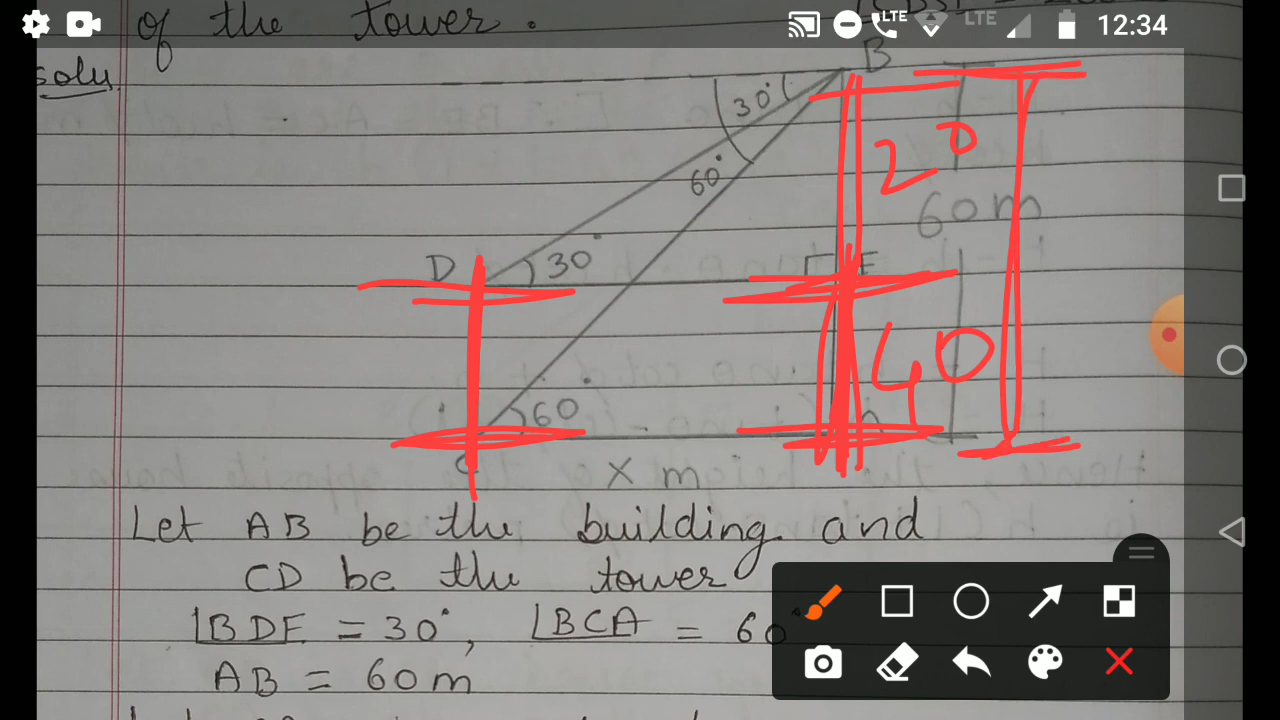 of the tower.
LTE LTE 12:34
solu.
B
30°
20
60°
60m
D 30° E
40
60°
C x m
Let AB be the building and
CD be the tower
∠BDE = 30°, ∠BCA = 60°
AB = 60m